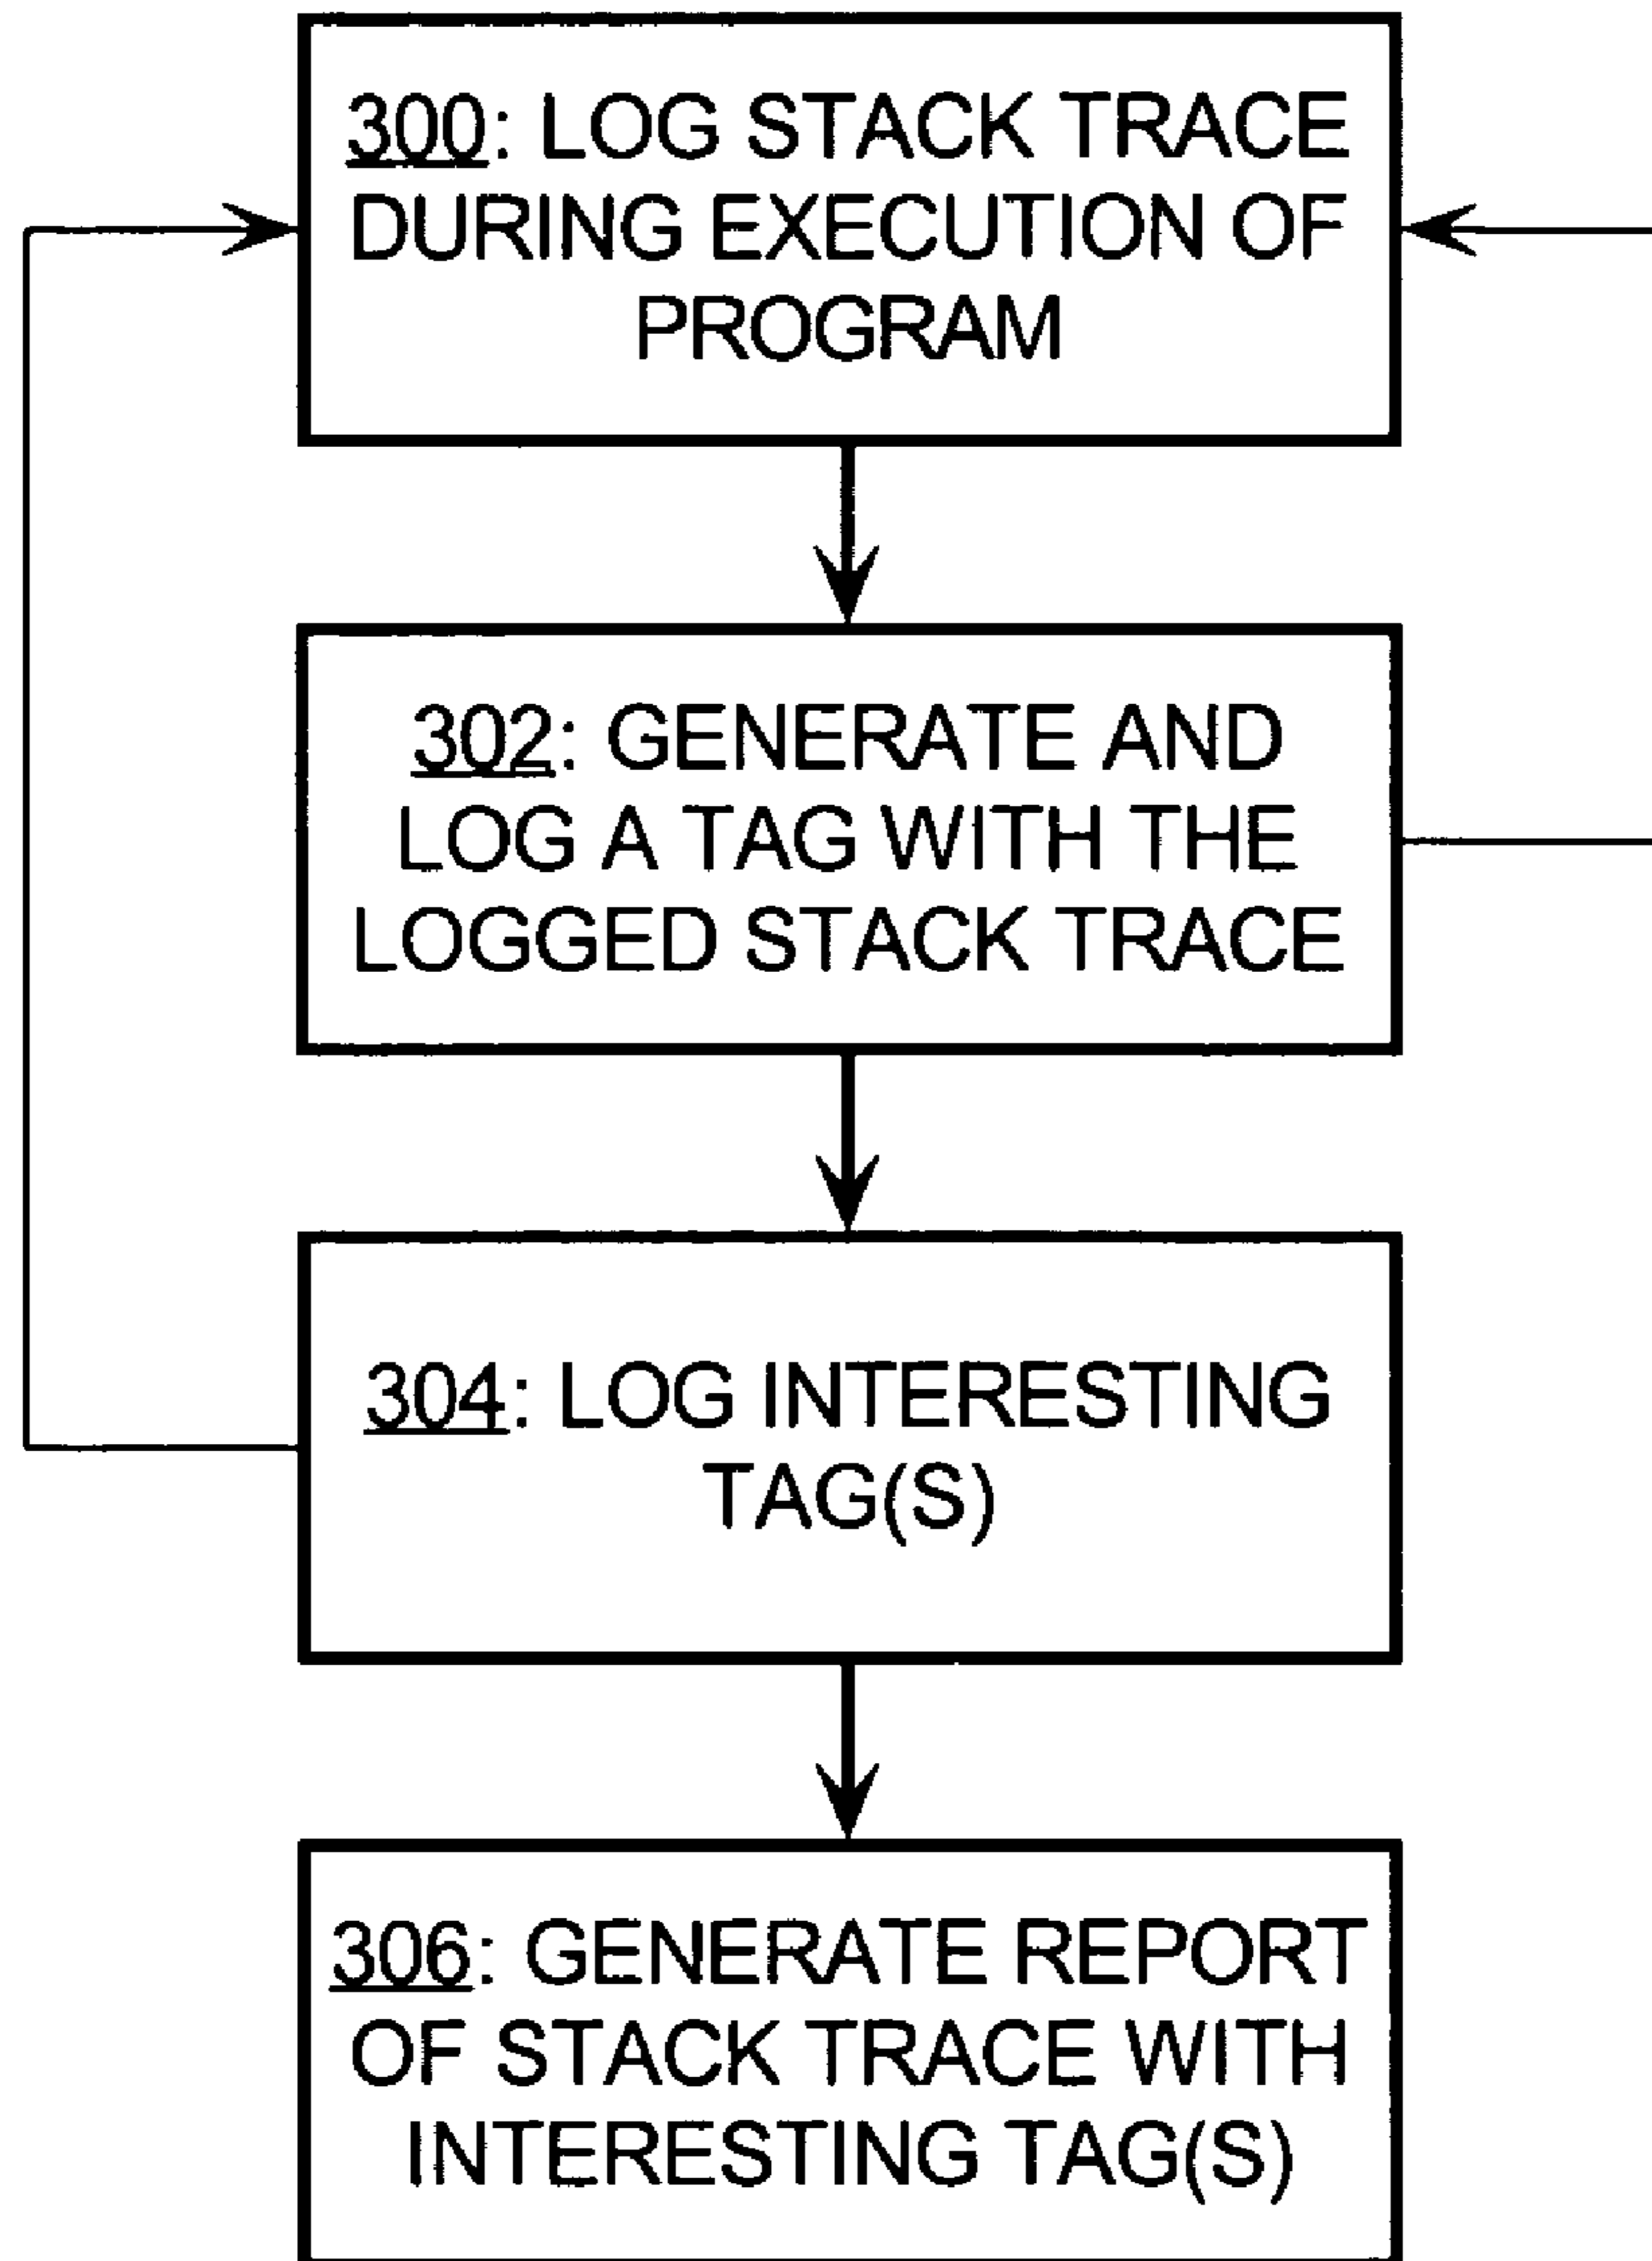 300: LOG STACK TRACE
DURING EXECUTION OF
PROGRAM
302: GENERATE AND
LOG A TAG WITH THE
LOGGED STACK TRACE
304: LOG INTERESTING
TAG(S)
306: GENERATE REPORT
OF STACK TRACE WITH
INTERESTING TAG(S)